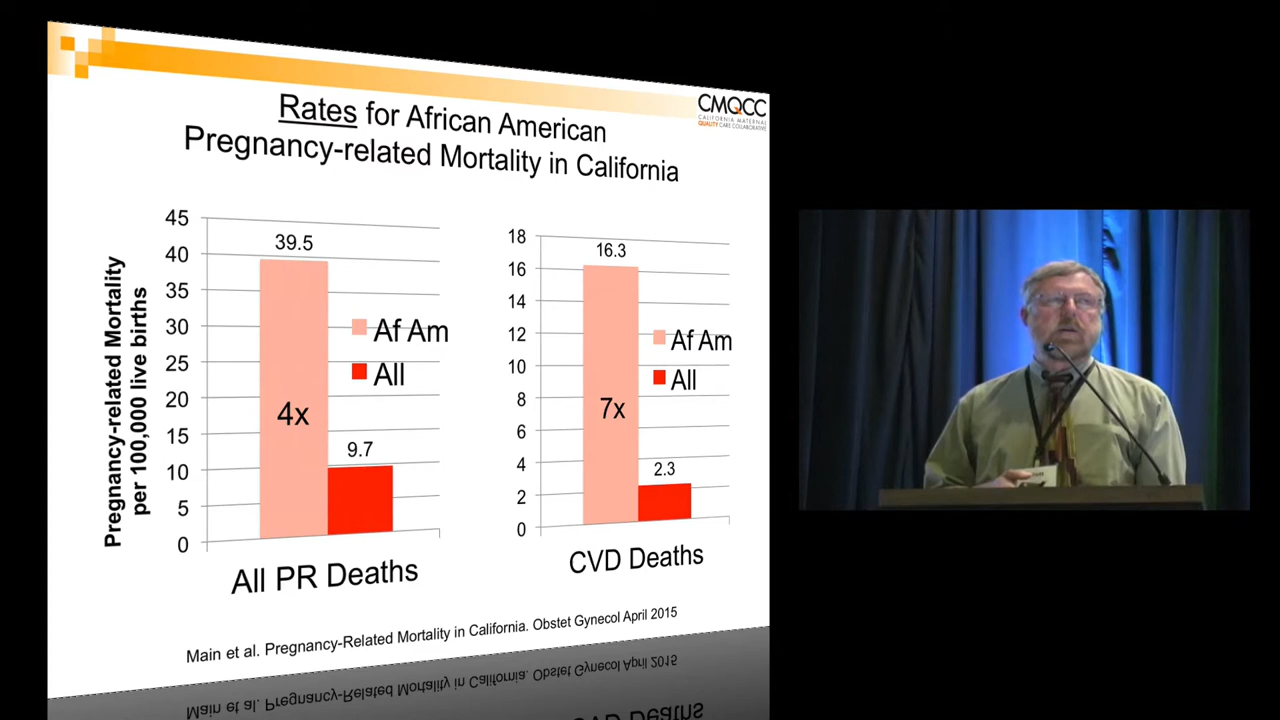 CMQCC
CALIFORNIA MATERNAL
QUALITY CARE COLLABORATIVE
Rates for African American
Pregnancy-related Mortality in California
Pregnancy-related Mortality
per 100,000 live births
45
40
35
30
25
20
15
10
5
0
39.5
4x
9.7
Af Am
All
All PR Deaths
18
16
14
12
10
8
6
4
2
0
16.3
7x
2.3
Af Am
All
CVD Deaths
Main et al. Pregnancy-Related Mortality in California. Obstet Gynecol April 2015